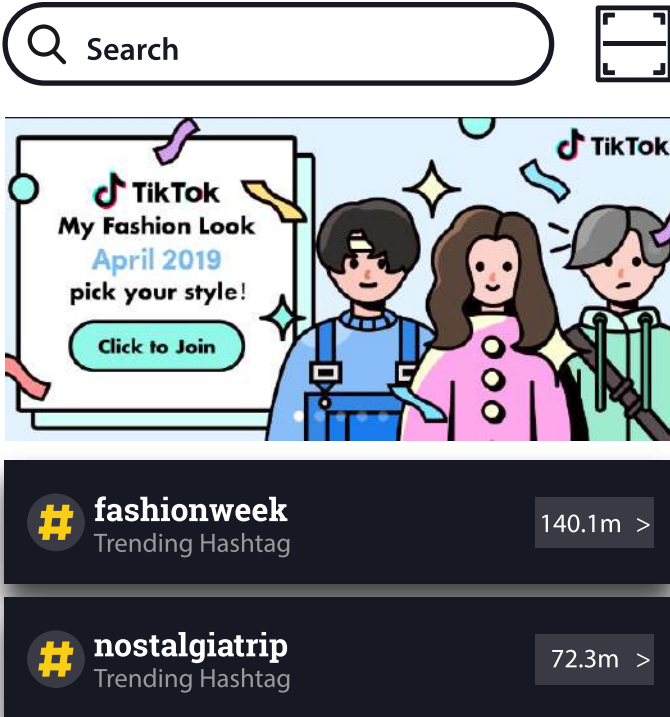 Search
TikTok
TikTok
My Fashion Look
April 2019
pick your style!
Click to Join
# fashionweek
Trending Hashtag
140.1m >
# nostalgiatrip
Trending Hashtag
72.3m >